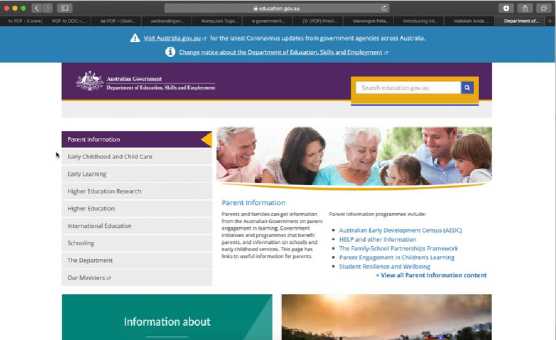 education.gov.au
Department of...
Visit Australia.gov.au for the latest Coronavirus updates from government agencies across Australia.
Change notice about the Department of Education, Skills and Employment
Australian Government
Department of Education, Skills and Employment
Search education.gov.au
Parent Information
Early Childhood and Child Care
Early Learning
Higher Education Research
Higher Education
International Education
Schooling
The Department
Our Ministers
Parent Information
Parents and families can get information
from the Australian Government on parent
engagement in learning, Government
initiatives and programmes that benefit
parents, and information on schools and
early childhood services. This page has
links to useful information for parents.
Parent information programmes include:
Australian Early Development Census (AEDC)
HELP and other Information
The Family-School Partnerships Framework
Parent Engagement in Children's Learning
Student Resilience and Wellbeing
» View all Parent Information content
Information about